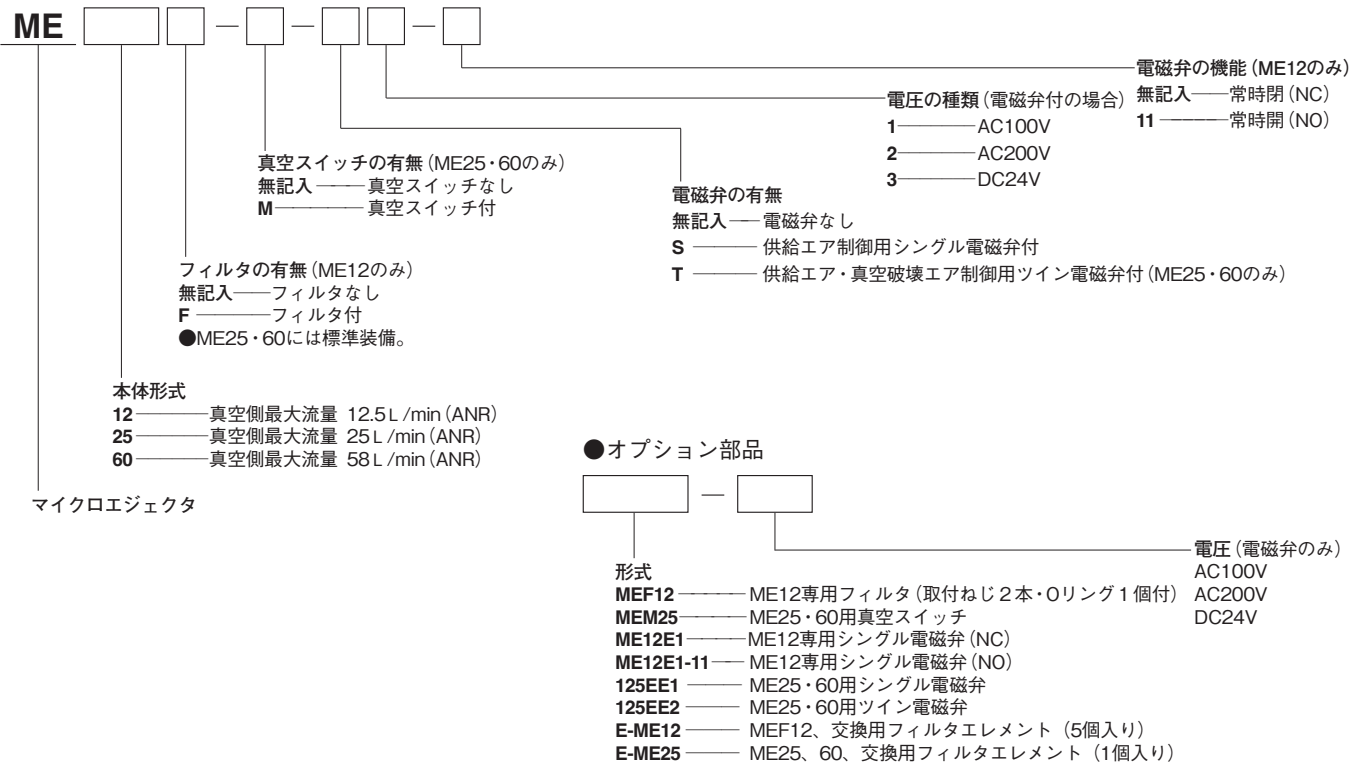 ME
電磁弁の機能(ME12のみ)
無記入 常時閉(NC)
11 常時開(NO)
電圧の種類(電磁弁付の場合)
1 AC100V
2 AC200V
3 DC24V
真空スイッチの有無(ME25・60のみ)
無記入 真空スイッチなし
M 真空スイッチ付
電磁弁の有無
無記入 電磁弁なし
S 供給エア制御用シングル電磁弁付
T 供給エア・真空破壊エア制御用ツイン電磁弁付(ME25・60のみ)
フィルタの有無(ME12のみ)
無記入 フィルタなし
F フィルタ付
●ME25・60には標準装備。
本体形式
12 真空側最大流量 12.5L/min(ANR)
25 真空側最大流量 25L/min(ANR)
60 真空側最大流量 58L/min(ANR)
マイクロエジェクタ
●オプション部品
形式
MEF12 ME12専用フィルタ(取付ねじ2本・Oリング1個付)
MEM25 ME25・60用真空スイッチ
ME12E1 ME12専用シングル電磁弁(NC)
ME12E1-11 ME12専用シングル電磁弁(NO)
125EE1 ME25・60用シングル電磁弁
125EE2 ME25・60用ツイン電磁弁
E-ME12 MEF12、交換用フィルタエレメント(5個入り)
E-ME25 ME25、60、交換用フィルタエレメント(1個入り)
電圧(電磁弁のみ)
AC100V
AC200V
DC24V